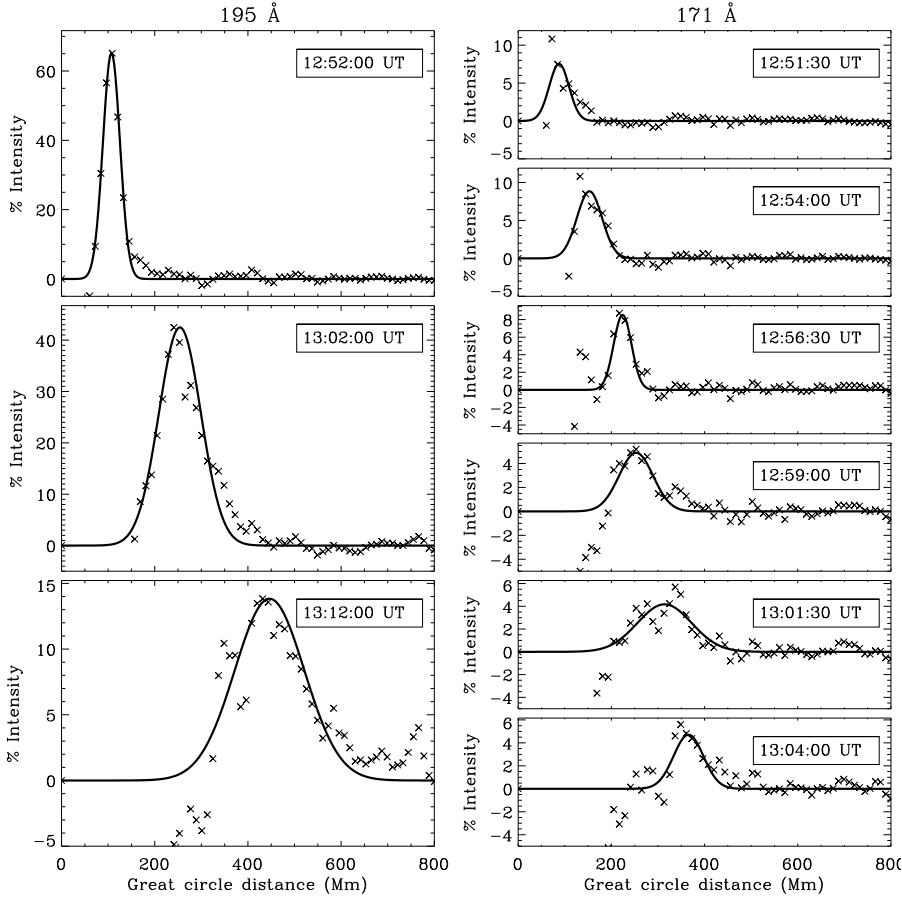 195 Å
% Intensity
60
40
20
0
12:52:00 UT
% Intensity
40
30
20
10
0
13:02:00 UT
% Intensity
15
10
5
0
−5
13:12:00 UT
0 200 400 600 800
Great circle distance (Mm)
171 Å
% Intensity
10
5
0
−5
12:51:30 UT
% Intensity
10
5
0
−5
12:54:00 UT
% Intensity
8
6
4
2
0
−2
−4
12:56:30 UT
% Intensity
4
2
0
−2
−4
12:59:00 UT
% Intensity
6
4
2
0
−2
−4
13:01:30 UT
% Intensity
6
4
2
0
−2
−4
13:04:00 UT
0 200 400 600 800
Great circle distance (Mm)